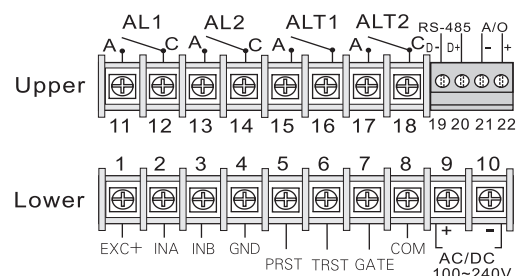 AL1 AL2 ALT1 ALT2 RS-485 A/O
A C A C A A C D- D+ - +
Upper
11 12 13 14 15 16 17 18 19 20 21 22
1 2 3 4 5 6 7 8 9 10
Lower
+ -
EXC+ INA INB GND PRST TRST GATE COM AC/DC
100~240V